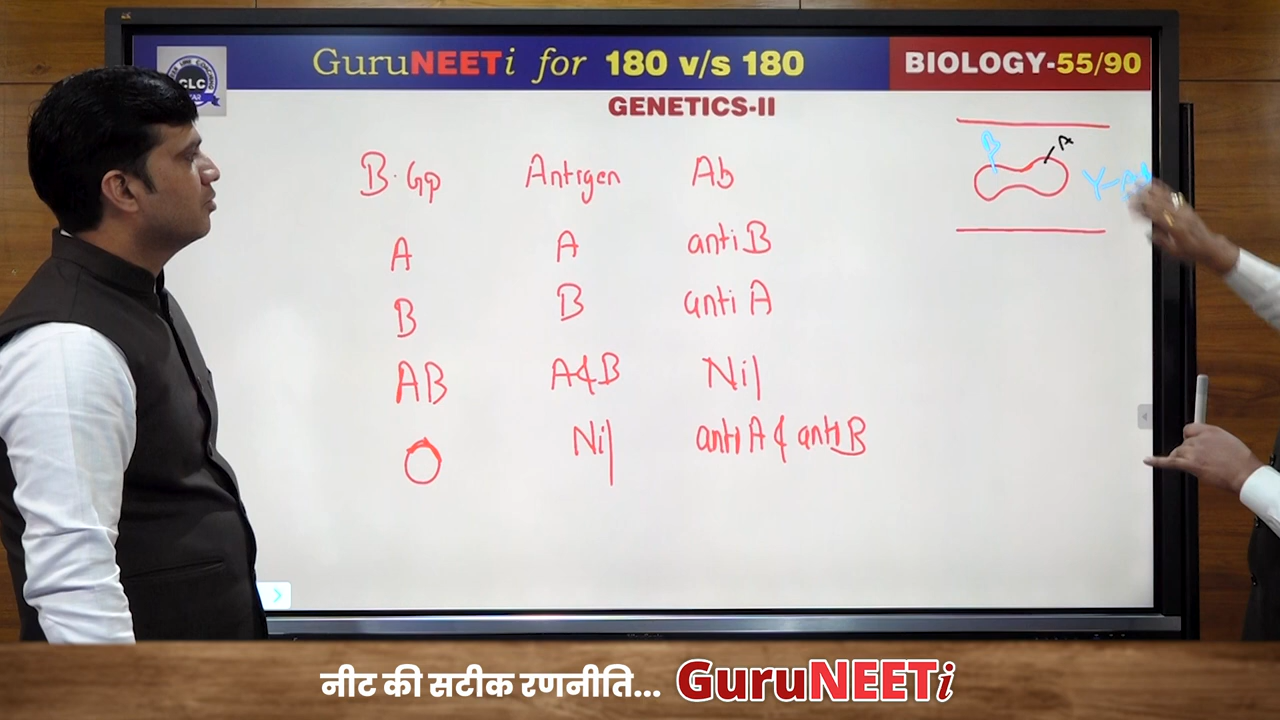 GuruNEETi for 180 v/s 180 BIOLOGY-55/90
CLC
GENETICS-II
B.Gp Antigen Ab
A A anti B
B B anti A
AB A & B Nil
O Nil anti A & anti B
B A
नीट की सटीक रणनीति... GuruNEETi